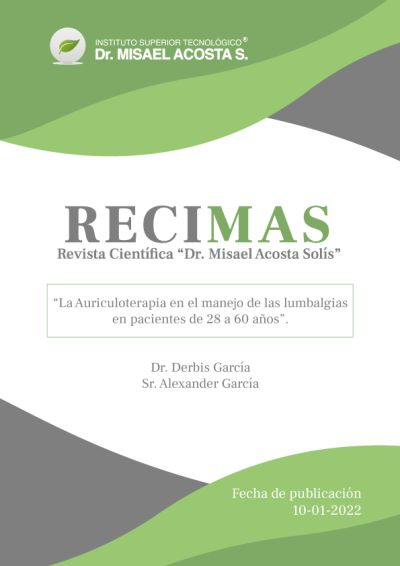 INSTITUTO SUPERIOR TECNOLÓGICO®
Dr. MISAEL ACOSTA S.
RECIMAS
Revista Científica “Dr. Misael Acosta Solís”
“La Auriculoterapia en el manejo de las lumbalgias
en pacientes de 28 a 60 años”.
Dr. Derbis García
Sr. Alexander García
Fecha de publicación
10-01-2022